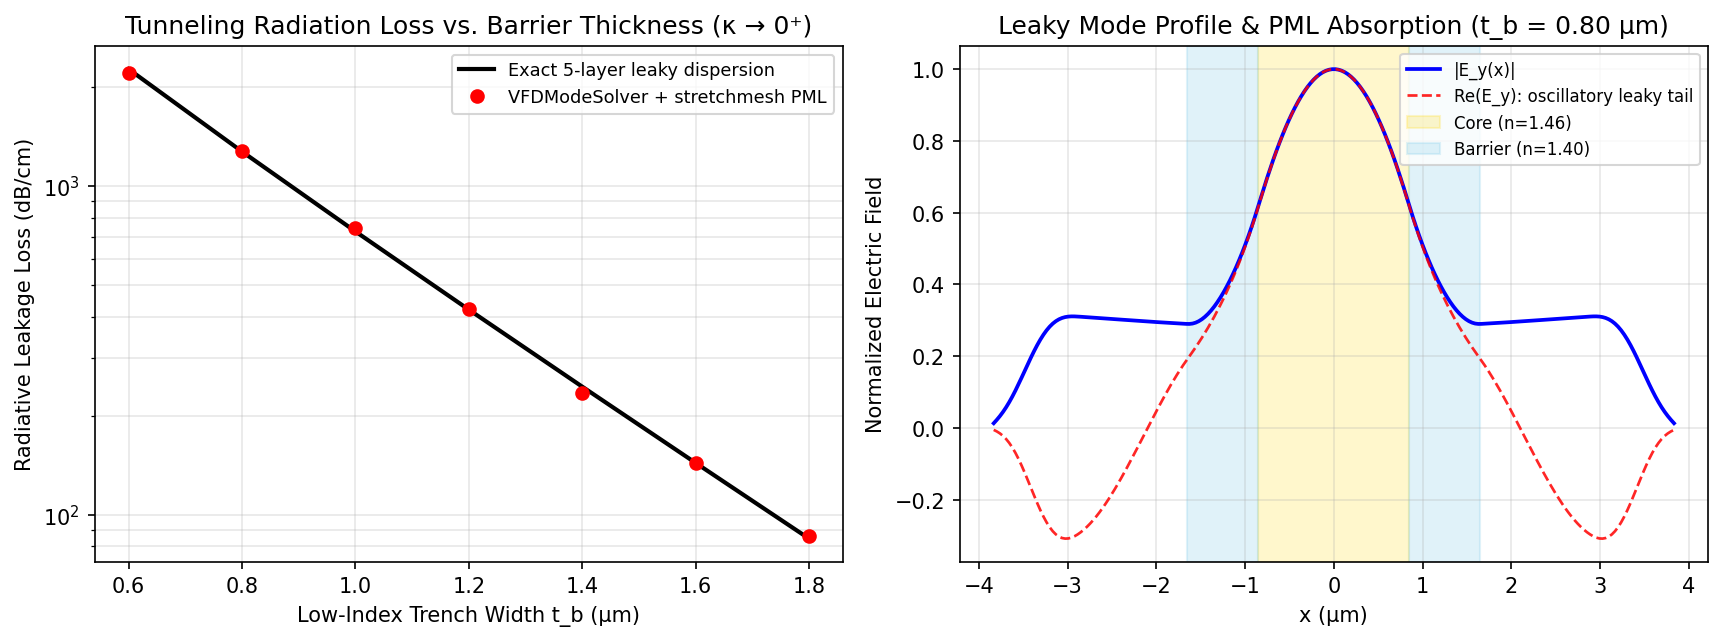 Tunneling Radiation Loss vs. Barrier Thickness (κ → 0⁺)
Radiative Leakage Loss (dB/cm)
10³
10²
Exact 5-layer leaky dispersion
VFDModeSolver + stretchmesh PML
0.6 0.8 1.0 1.2 1.4 1.6 1.8
Low-Index Trench Width t_b (μm)
Leaky Mode Profile & PML Absorption (t_b = 0.80 μm)
Normalized Electric Field
1.0
0.8
0.6
0.4
0.2
0.0
−0.2
|E_y(x)|
Re(E_y): oscillatory leaky tail
Core (n=1.46)
Barrier (n=1.40)
−4 −3 −2 −1 0 1 2 3 4
x (μm)